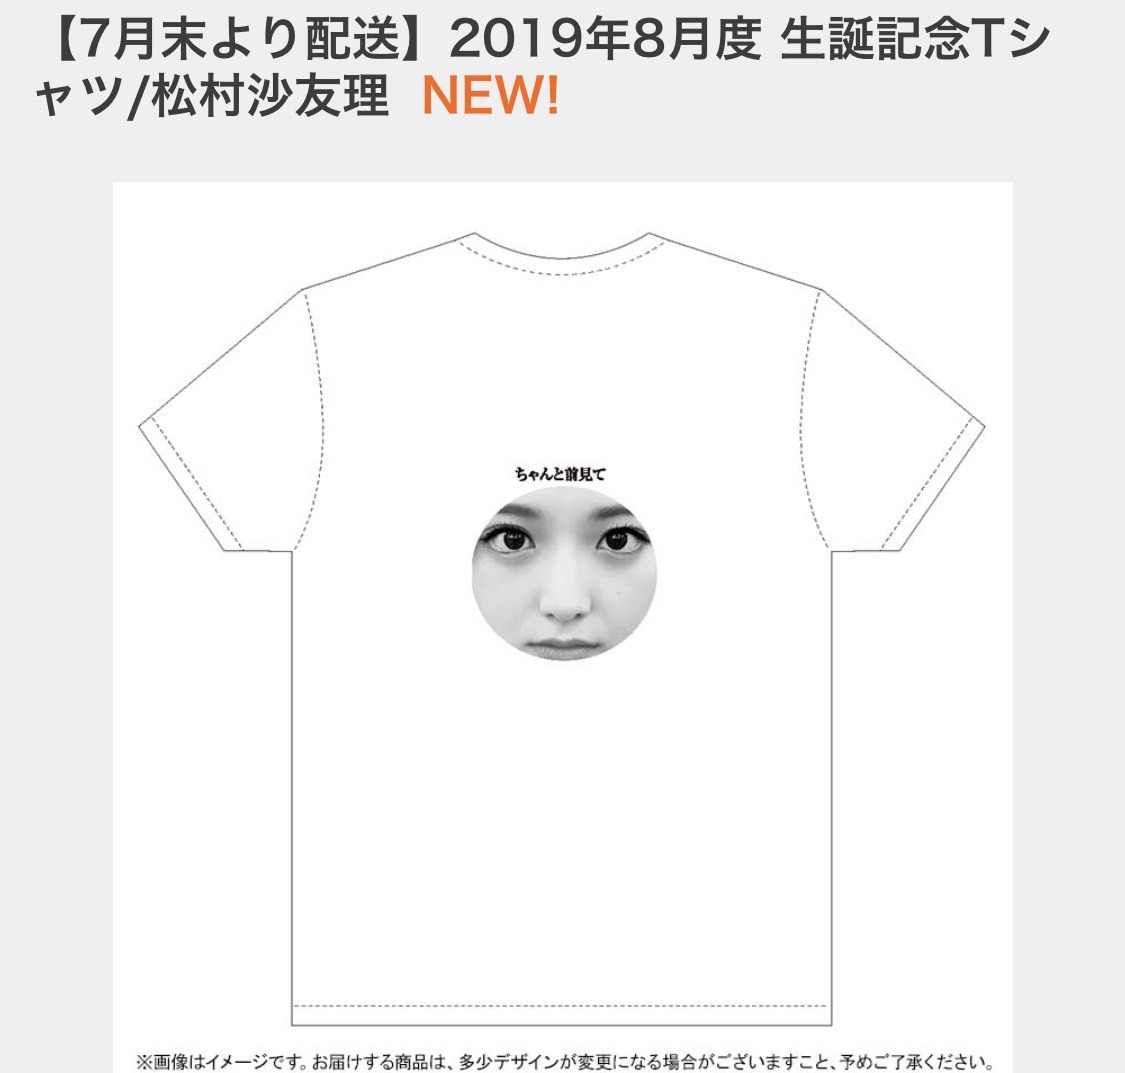 【7月末より配送】2019年8月度 生誕記念Tシ
ャツ/松村沙友理 NEW!
ちゃんと前見て
※画像はイメージです。お届けする商品は、多少デザインが変更になる場合がございますこと、予めご了承ください。